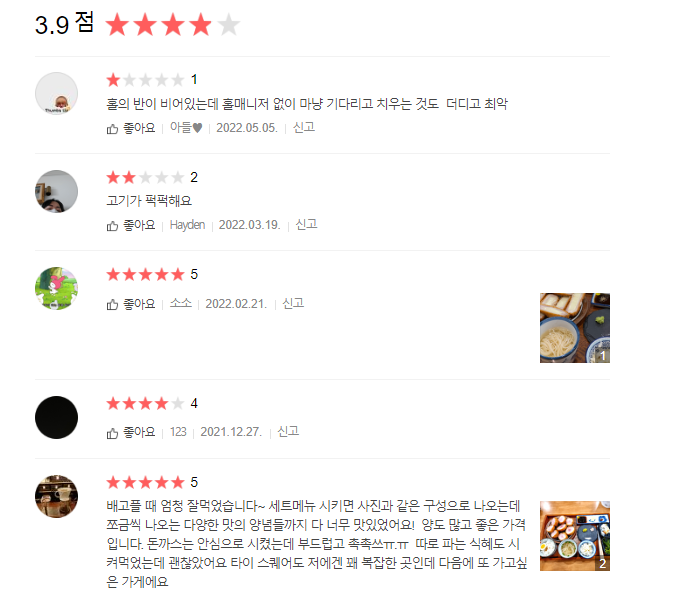 3.9점
1
홀의 반이 비어있는데 홀매니저 없이 마냥 기다리고 치우는 것도 더디고 최악
좋아요 아들♥ 2022.05.05. 신고
2
고기가 퍽퍽해요
좋아요 Hayden 2022.03.19. 신고
5
좋아요 소소 2022.02.21. 신고
1
4
좋아요 123 2021.12.27. 신고
5
배고플 때 엄청 잘먹었습니다~ 세트메뉴 시키면 사진과 같은 구성으로 나오는데
쪼금씩 나오는 다양한 맛의 양념들까지 다 너무 맛있었어요! 양도 많고 좋은 가격
입니다. 돈까스는 안심으로 시켰는데 부드럽고 촉촉쓰ㅠ.ㅠ 따로 파는 식혜도 시
켜먹었는데 괜찮았어요 타이 스퀘어도 저에겐 꽤 복잡한 곳인데 다음에 또 가고싶
은 가게에요
2